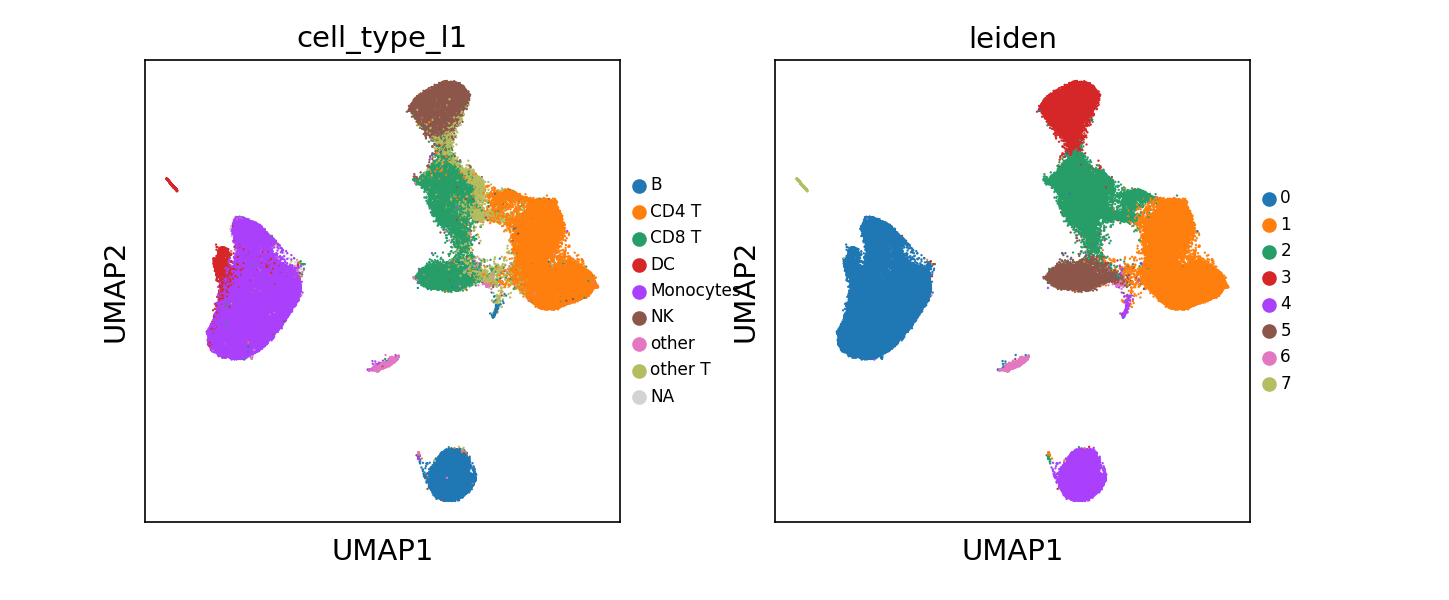 cell_type_l1
UMAP2
UMAP1
B
CD4 T
CD8 T
DC
Monocytes
NK
other
other T
NA
leiden
UMAP2
UMAP1
0
1
2
3
4
5
6
7